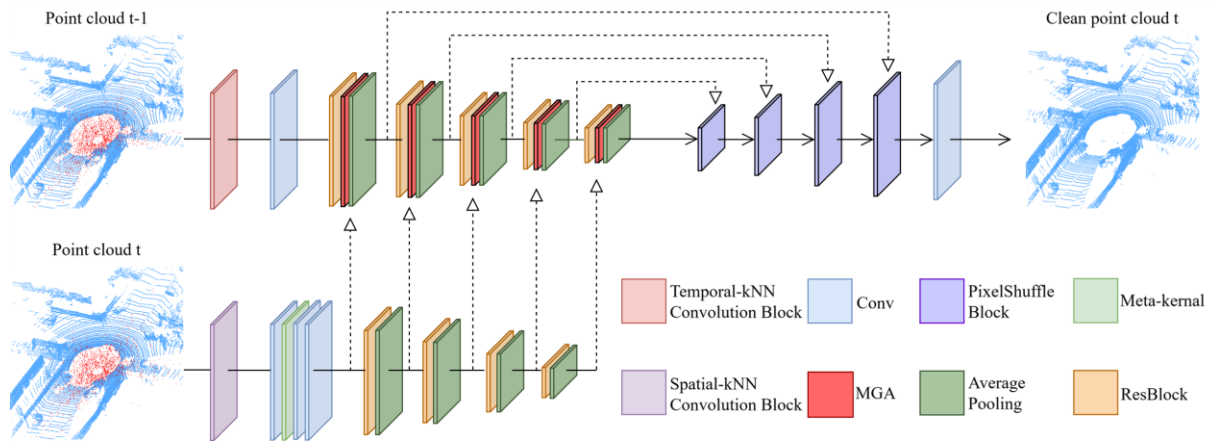 Point cloud t-1
Clean point cloud t
Point cloud t
Temporal-kNN
Convolution Block
Conv
PixelShuffle
Block
Meta-kernel
Spatial-kNN
Convolution Block
MGA
Average
Pooling
ResBlock